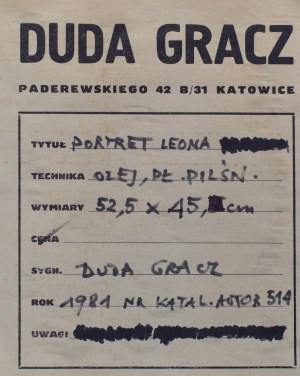 DUDA GRACZ
PADEREWSKIEGO 42 B/31 KATOWICE
TYTUŁ PORTRET LEONA
TECHNIKA OLEJ, PŁ. PILŚN.
WYMIARY 52,5 x 45, cm
CENA
SYGN. DUDA GRACZ
ROK 1981 NR KATAL. AUTOR 514
UWAGI